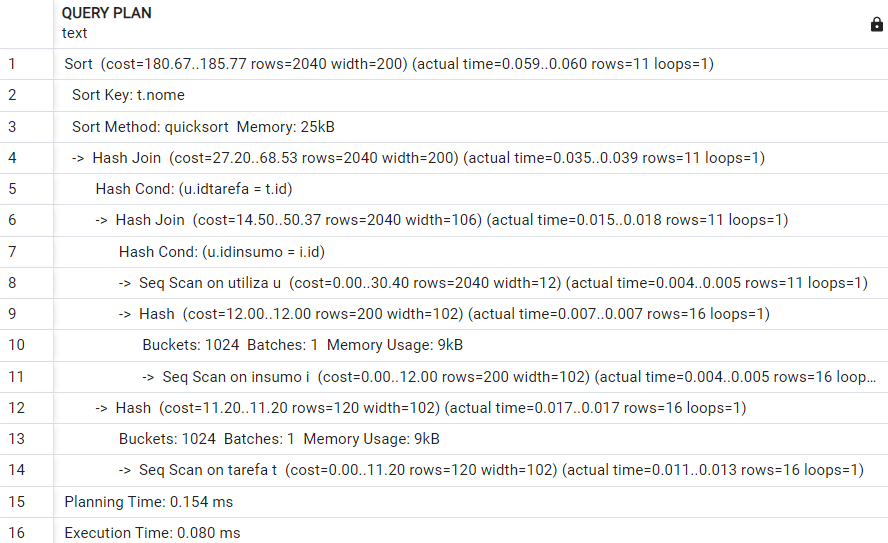 QUERY PLAN
text
1 Sort (cost=180.67..185.77 rows=2040 width=200) (actual time=0.059..0.060 rows=11 loops=1)
2 Sort Key: t.nome
3 Sort Method: quicksort Memory: 25kB
4 -> Hash Join (cost=27.20..68.53 rows=2040 width=200) (actual time=0.035..0.039 rows=11 loops=1)
5 Hash Cond: (u.idtarefa = t.id)
6 -> Hash Join (cost=14.50..50.37 rows=2040 width=106) (actual time=0.015..0.018 rows=11 loops=1)
7 Hash Cond: (u.idinsumo = i.id)
8 -> Seq Scan on utiliza u (cost=0.00..30.40 rows=2040 width=12) (actual time=0.004..0.005 rows=11 loops=1)
9 -> Hash (cost=12.00..12.00 rows=200 width=102) (actual time=0.007..0.007 rows=16 loops=1)
10 Buckets: 1024 Batches: 1 Memory Usage: 9kB
11 -> Seq Scan on insumo i (cost=0.00..12.00 rows=200 width=102) (actual time=0.004..0.005 rows=16 loop...
12 -> Hash (cost=11.20..11.20 rows=120 width=102) (actual time=0.017..0.017 rows=16 loops=1)
13 Buckets: 1024 Batches: 1 Memory Usage: 9kB
14 -> Seq Scan on tarefa t (cost=0.00..11.20 rows=120 width=102) (actual time=0.011..0.013 rows=16 loops=1)
15 Planning Time: 0.154 ms
16 Execution Time: 0.080 ms